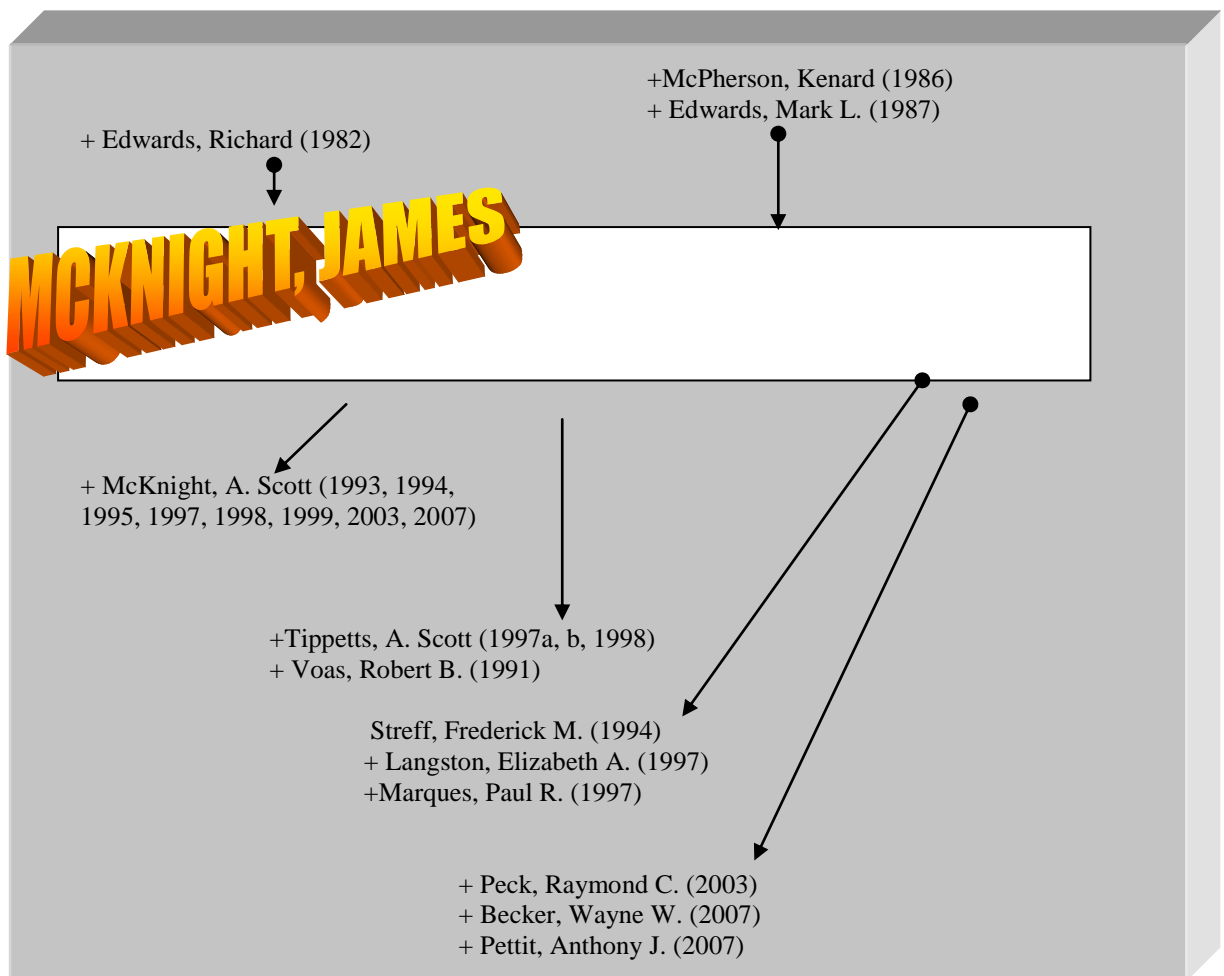 +McPherson, Kenard (1986)
+ Edwards, Mark L. (1987)
+ Edwards, Richard (1982)
MCKNIGHT, JAMES
+ McKnight, A. Scott (1993, 1994,
1995, 1997, 1998, 1999, 2003, 2007)
+Tippetts, A. Scott (1997a, b, 1998)
+ Voas, Robert B. (1991)
Streff, Frederick M. (1994)
+ Langston, Elizabeth A. (1997)
+Marques, Paul R. (1997)
+ Peck, Raymond C. (2003)
+ Becker, Wayne W. (2007)
+ Pettit, Anthony J. (2007)